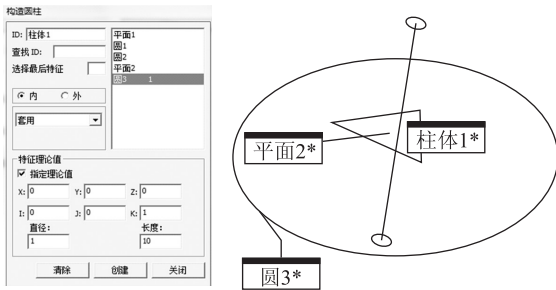 构造圆柱
ID: 柱体1
查找 ID:
选择最后特征
平面1
圆1
圆2
平面2
圆3 1
内 外
套用
特征理论值
指定理论值
X: 0 Y: 0 Z: 0
I: 0 J: 0 K: 1
直径: 长度:
1 10
清除 创建 关闭
平面2*
柱体1*
圆3*